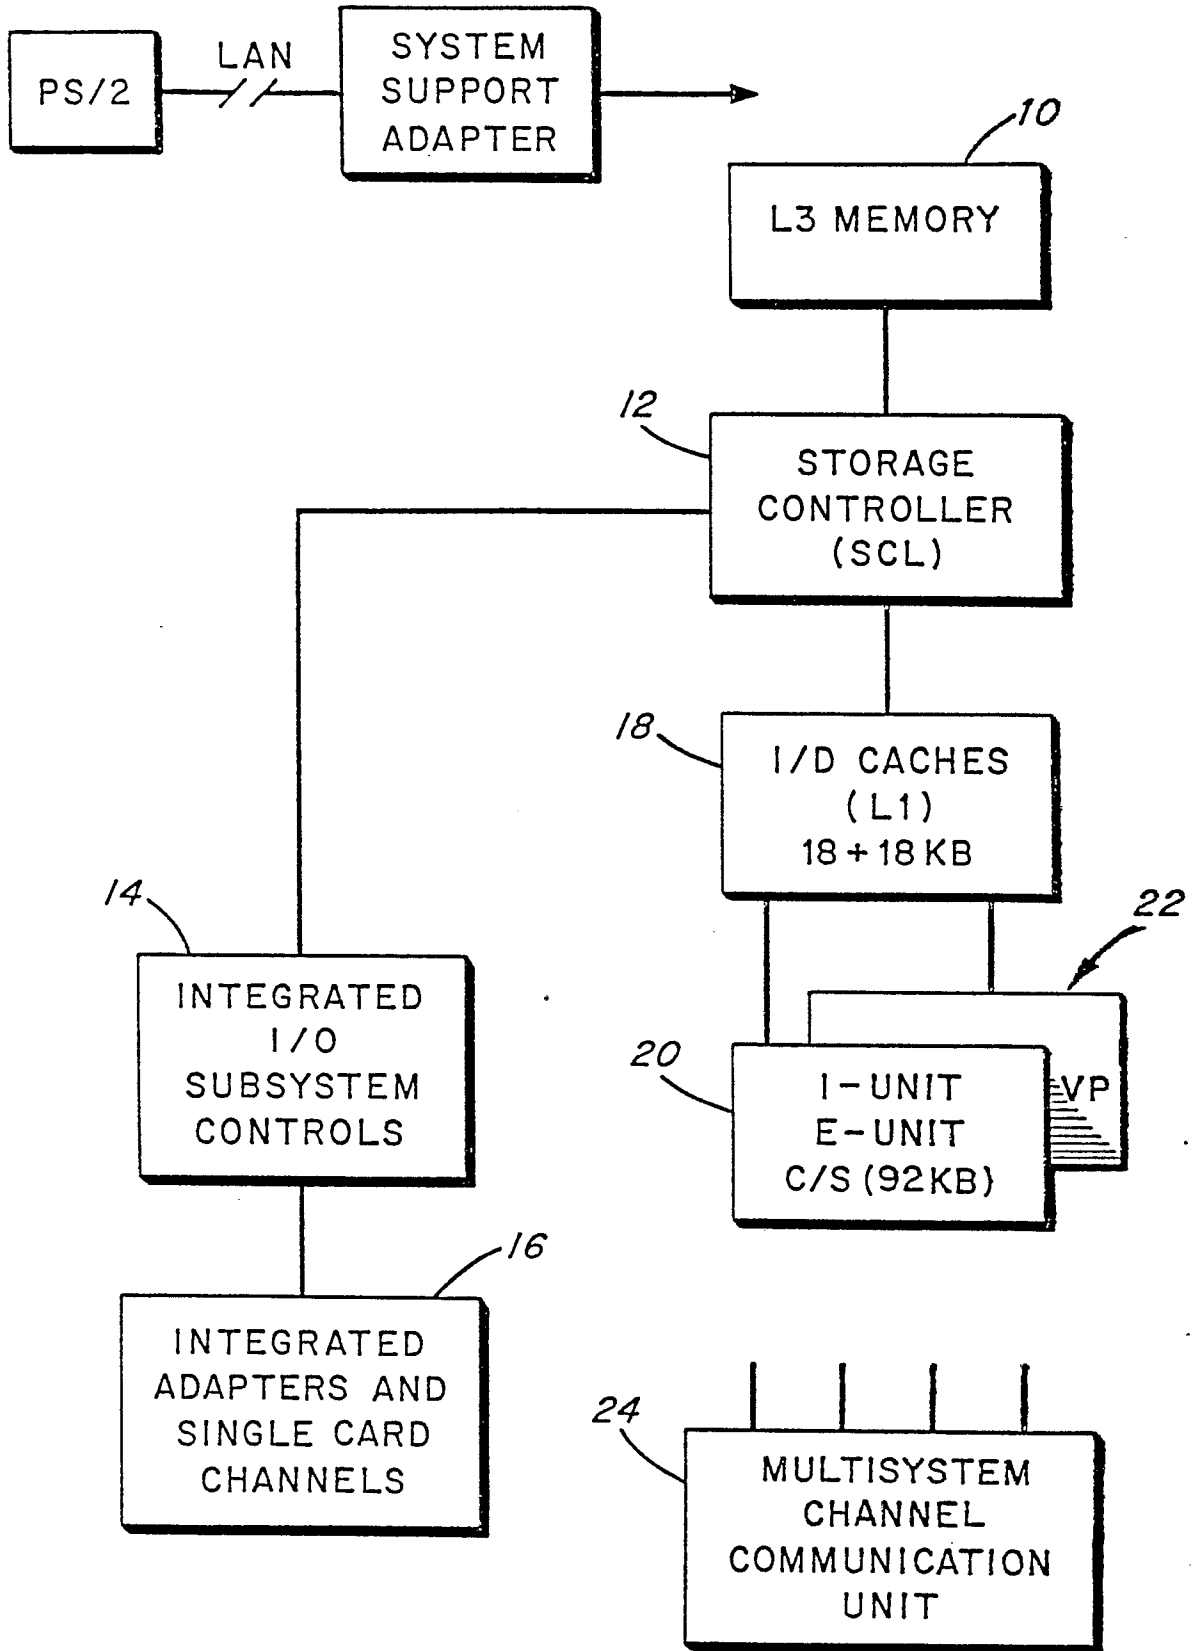 PS/2
LAN
SYSTEM
SUPPORT
ADAPTER
10
L3 MEMORY
12
STORAGE
CONTROLLER
(SCL)
18
I/D CACHES
(L1)
18+18KB
14
INTEGRATED
I/O
SUBSYSTEM
CONTROLS
22
20
I-UNIT
E-UNIT
C/S (92KB)
VP
16
INTEGRATED
ADAPTERS AND
SINGLE CARD
CHANNELS
24
MULTISYSTEM
CHANNEL
COMMUNICATION
UNIT